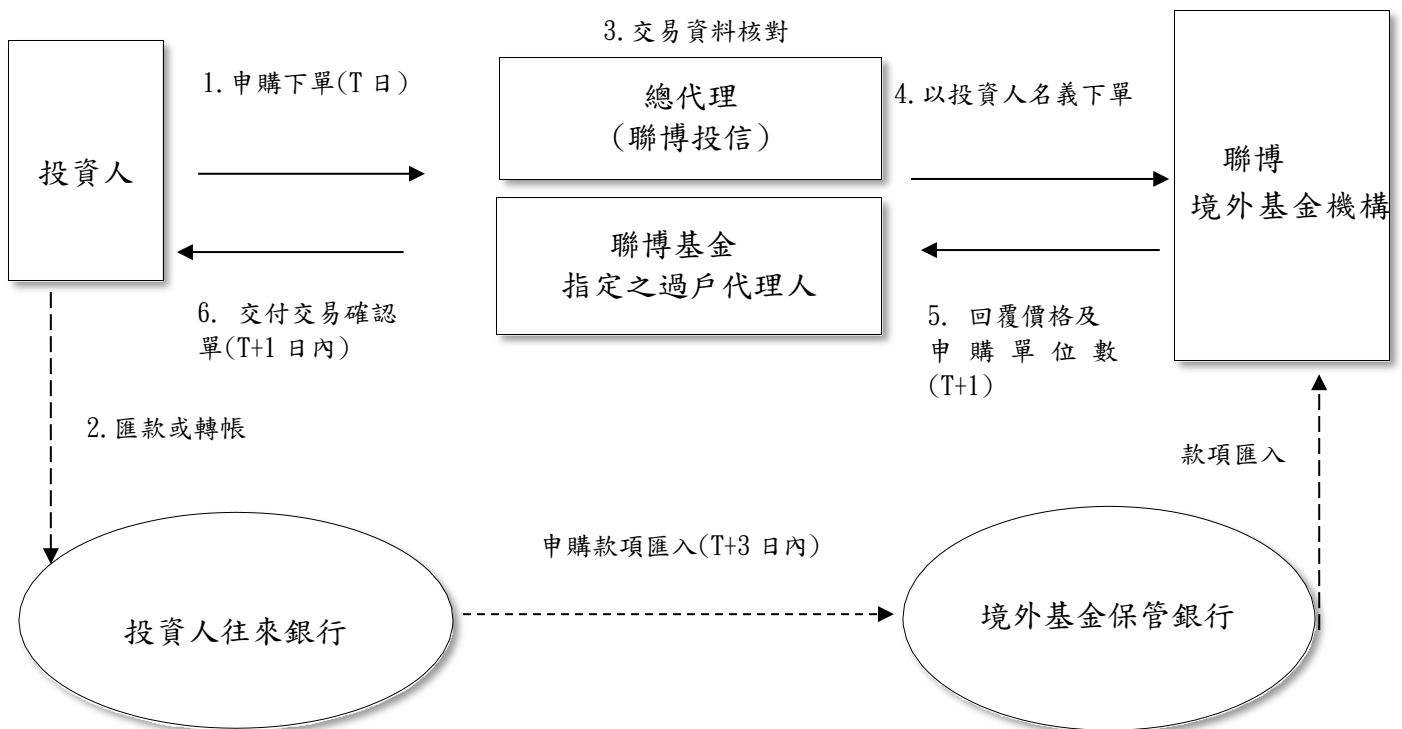 3.交易資料核對
1.申購下單(T 日)
總代理
(聯博投信)
4.以投資人名義下單
投資人
聯博
境外基金機構
聯博基金
指定之過戶代理人
6. 交付交易確認
單(T+1 日內)
5. 回覆價格及
申購單位數
(T+1)
2.匯款或轉帳
款項匯入
申購款項匯入(T+3 日內)
投資人往來銀行
境外基金保管銀行